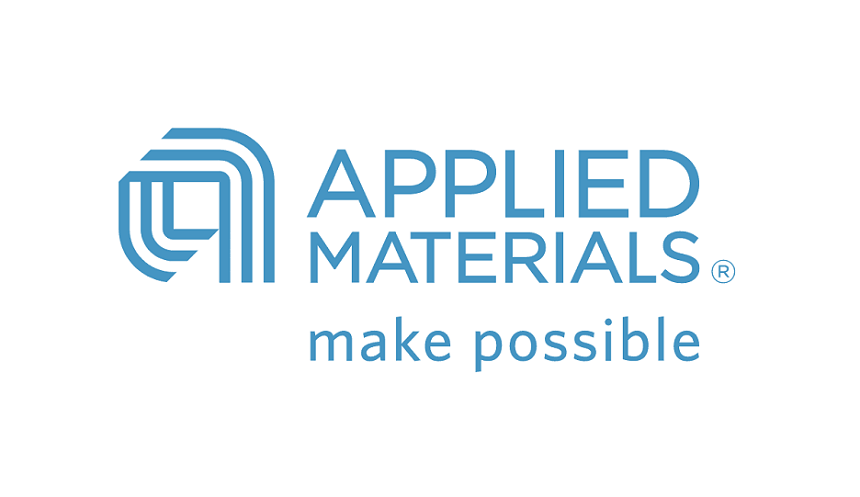 APPLIED
MATERIALS®
make possible